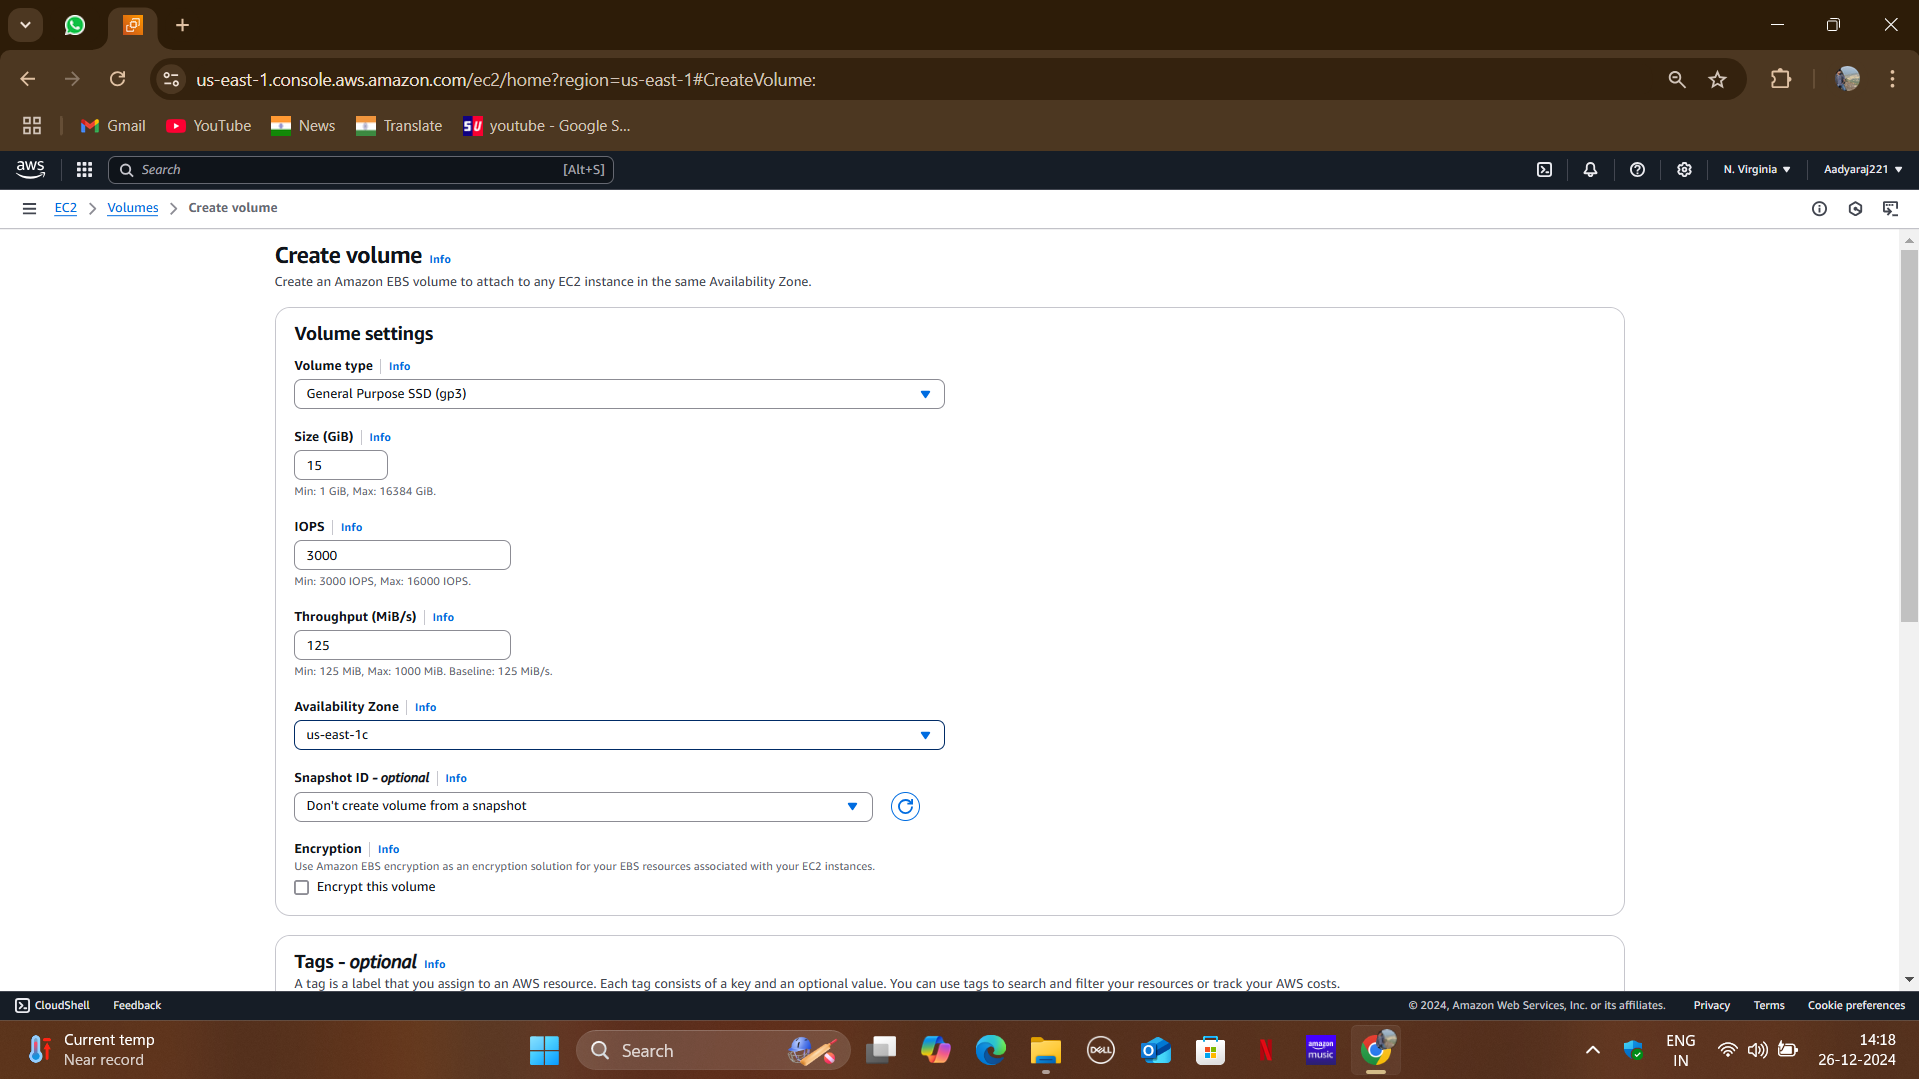 us-east-1.console.aws.amazon.com/ec2/home?region=us-east-1#CreateVolume:
Gmail YouTube News Translate SU youtube - Google S...
aws Search [Alt+S] N. Virginia Aadyaraj221
EC2 Volumes Create volume
Create volume Info
Create an Amazon EBS volume to attach to any EC2 instance in the same Availability Zone.
Volume settings
Volume type Info
General Purpose SSD (gp3)
Size (GiB) Info
15
Min: 1 GiB, Max: 16384 GiB.
IOPS Info
3000
Min: 3000 IOPS, Max: 16000 IOPS.
Throughput (MiB/s) Info
125
Min: 125 MiB, Max: 1000 MiB. Baseline: 125 MiB/s.
Availability Zone Info
us-east-1c
Snapshot ID - optional Info
Don't create volume from a snapshot
Encryption Info
Use Amazon EBS encryption as an encryption solution for your EBS resources associated with your EC2 instances.
Encrypt this volume
Tags - optional Info
A tag is a label that you assign to an AWS resource. Each tag consists of a key and an optional value. You can use tags to search and filter your resources or track your AWS costs.
CloudShell Feedback © 2024, Amazon Web Services, Inc. or its affiliates. Privacy Terms Cookie preferences
Current temp
Near record
Search
DELL
amazon
music
ENG
IN
14:18
26-12-2024